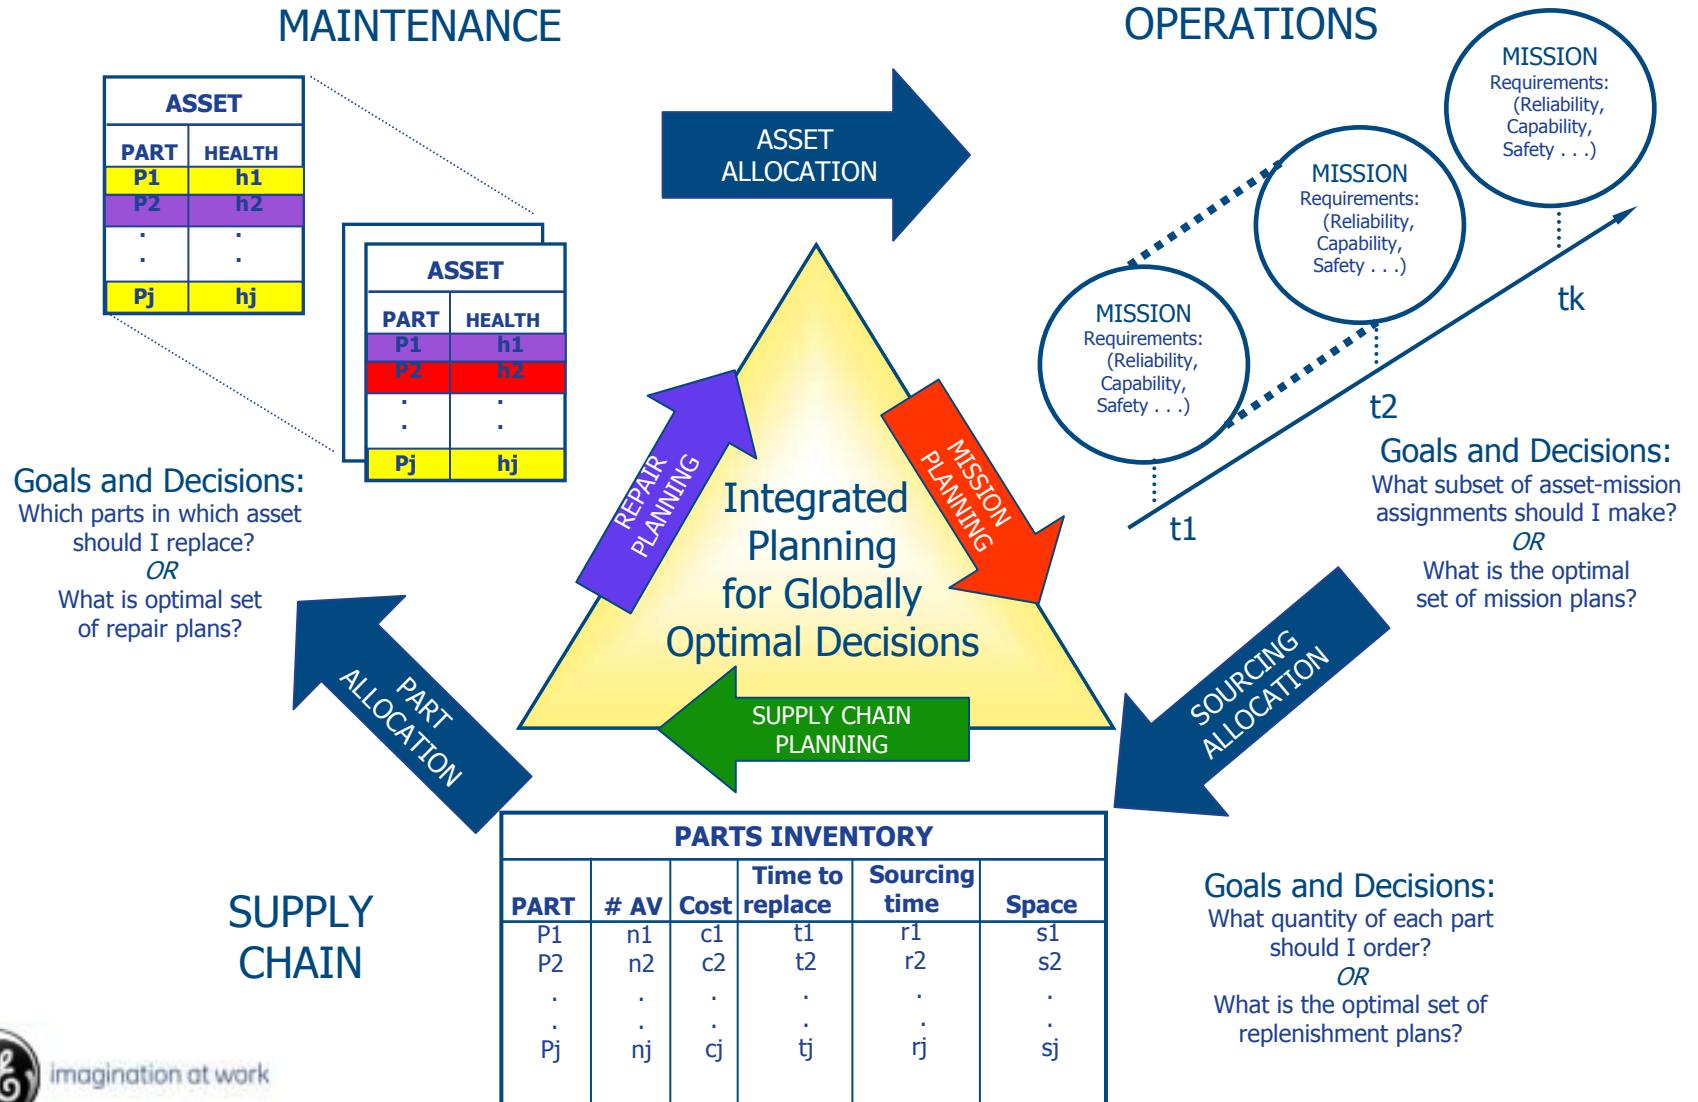 MAINTENANCE
OPERATIONS
ASSET
PART HEALTH
P1 h1
P2 h2
. .
. .
Pj hj
ASSET
PART HEALTH
P1 h1
P2 h2
. .
. .
Pj hj
ASSET
ALLOCATION
MISSION
Requirements:
(Reliability,
Capability,
Safety . . .)
MISSION
Requirements:
(Reliability,
Capability,
Safety . . .)
MISSION
Requirements:
(Reliability,
Capability,
Safety . . .)
t1
t2
tk
Goals and Decisions:
Which parts in which asset
should I replace?
OR
What is optimal set
of repair plans?
REPAIR
PLANNING
MISSION
PLANNING
Integrated
Planning
for Globally
Optimal Decisions
SUPPLY CHAIN
PLANNING
Goals and Decisions:
What subset of asset-mission
assignments should I make?
OR
What is the optimal
set of mission plans?
PART
ALLOCATION
SOURCING
ALLOCATION
SUPPLY
CHAIN
PARTS INVENTORY
PART # AV Cost Time to replace Sourcing time Space
P1 n1 c1 t1 r1 s1
P2 n2 c2 t2 r2 s2
. . . . . .
. . . . . .
Pj nj cj tj rj sj
Goals and Decisions:
What quantity of each part
should I order?
OR
What is the optimal set of
replenishment plans?
imagination at work